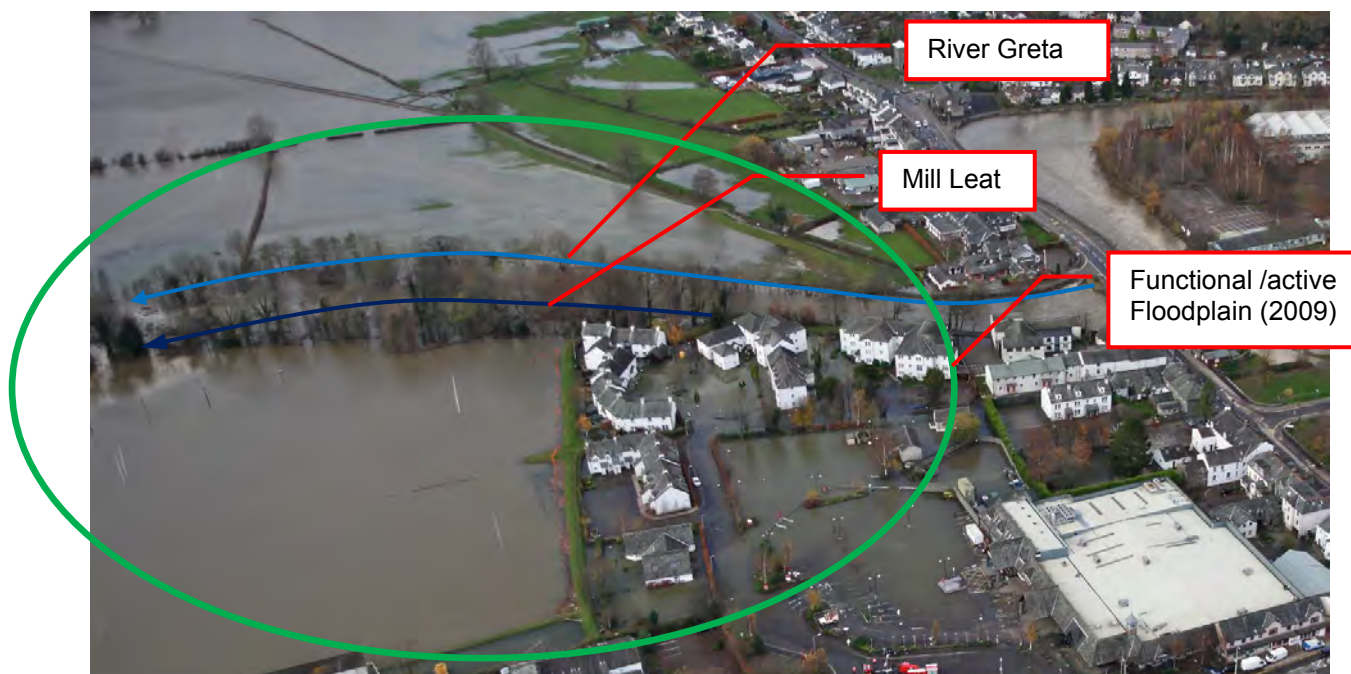 River Greta
Mill Leat
Functional /active
Floodplain (2009)